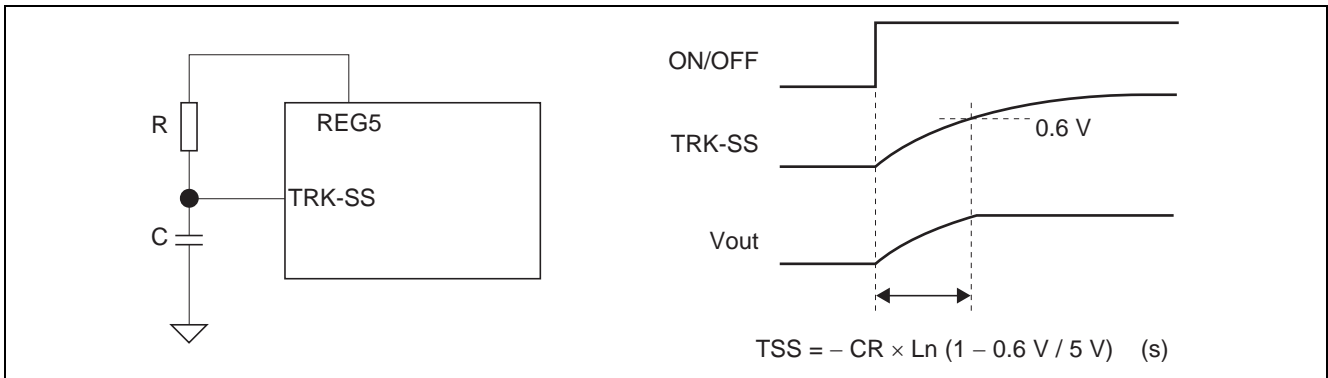 R
REG5
TRK-SS
C
ON/OFF
TRK-SS
0.6 V
Vout
TSS = – CR × Ln (1 – 0.6 V / 5 V) (s)